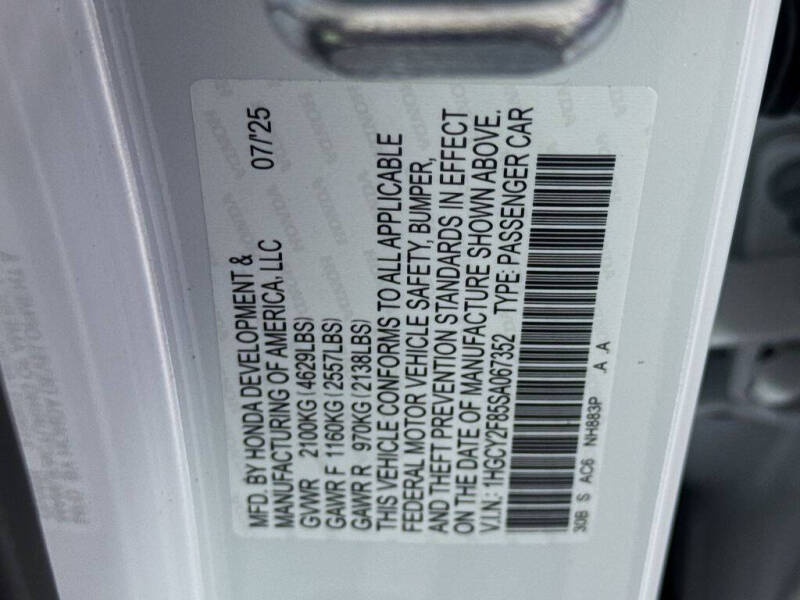 MFD. BY HONDA DEVELOPMENT & 07/'25
MANUFACTURING OF AMERICA, LLC
GVWR 2100KG (4629LBS)
GAWR F 1160KG (2557LBS)
GAWR R 970KG (2138LBS)
THIS VEHICLE CONFORMS TO ALL APPLICABLE
FEDERAL MOTOR VEHICLE SAFETY, BUMPER,
AND THEFT PREVENTION STANDARDS IN EFFECT
ON THE DATE OF MANUFACTURE SHOWN ABOVE.
V.I.N.: 1HGCY2F85SA067352 TYPE: PASSENGER CAR
30B S AC6 NH883P .A .A
HONDA